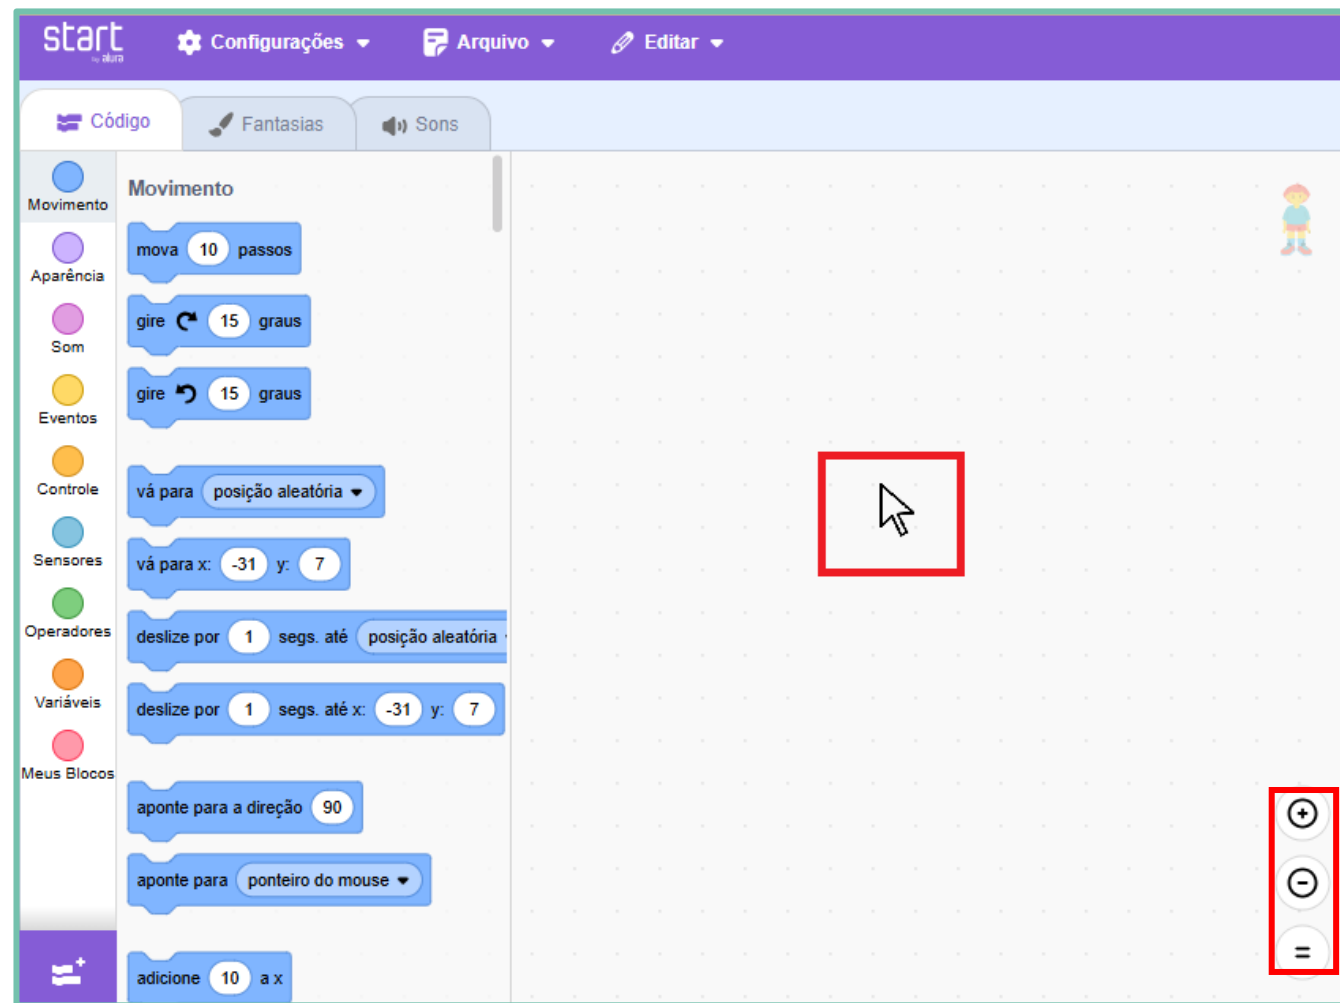 start
by alura
Configurações
Arquivo
Editar
Código
Fantasias
Sons
Movimento
Aparência
Som
Eventos
Controle
Sensores
Operadores
Variáveis
Meus Blocos
Movimento
mova 10 passos
gire 15 graus
gire 15 graus
vá para posição aleatória
vá para x: -31 y: 7
deslize por 1 segs. até posição aleatória
deslize por 1 segs. até x: -31 y: 7
aponte para a direção 90
aponte para ponteiro do mouse
adicione 10 a x